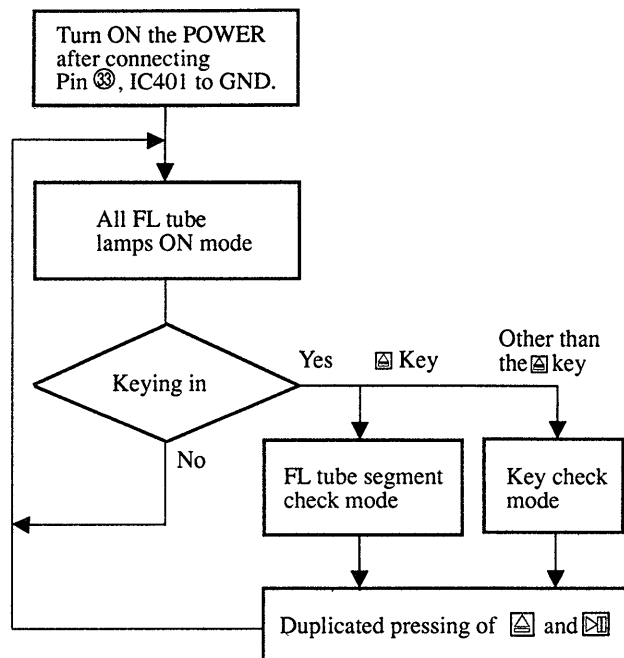 Turn ON the POWER
after connecting
Pin ㉝, IC401 to GND.
All FL tube
lamps ON mode
Keying in
Yes
⏏ Key
Other than
the ⏏ key
No
FL tube segment
check mode
Key check
mode
Duplicated pressing of ⏏ and ⏯